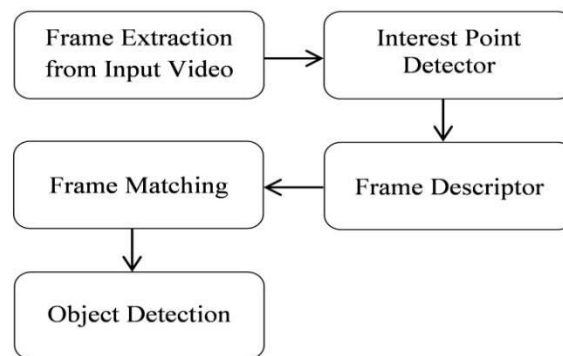 Frame Extraction
from Input Video
Interest Point
Detector
Frame Descriptor
Frame Matching
Object Detection